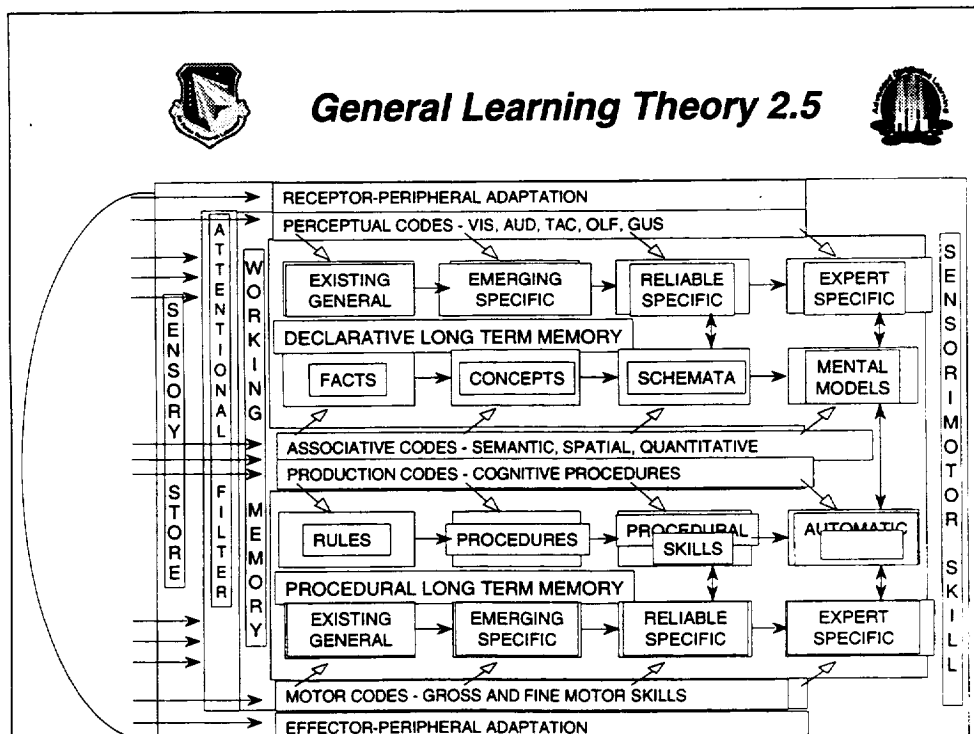 General Learning Theory 2.5
RECEPTOR-PERIPHERAL ADAPTATION
PERCEPTUAL CODES - VIS, AUD, TAC, OLF, GUS
SENSORY STORE
ATTENTIONAL FILTER
WORKING MEMORY
EXISTING
GENERAL
EMERGING
SPECIFIC
RELIABLE
SPECIFIC
EXPERT
SPECIFIC
DECLARATIVE LONG TERM MEMORY
FACTS
CONCEPTS
SCHEMATA
MENTAL
MODELS
ASSOCIATIVE CODES - SEMANTIC, SPATIAL, QUANTITATIVE
PRODUCTION CODES - COGNITIVE PROCEDURES
RULES
PROCEDURES
PROCEDURAL
SKILLS
AUTOMATIC
PROCEDURAL LONG TERM MEMORY
EXISTING
GENERAL
EMERGING
SPECIFIC
RELIABLE
SPECIFIC
EXPERT
SPECIFIC
MOTOR CODES - GROSS AND FINE MOTOR SKILLS
EFFECTOR-PERIPHERAL ADAPTATION
SENSORIMOTOR SKILL